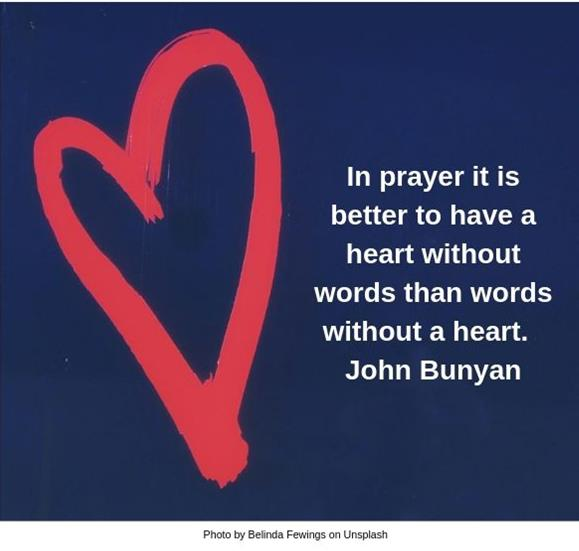 In prayer it is
better to have a
heart without
words than words
without a heart.
John Bunyan
Photo by Belinda Fewings on Unsplash